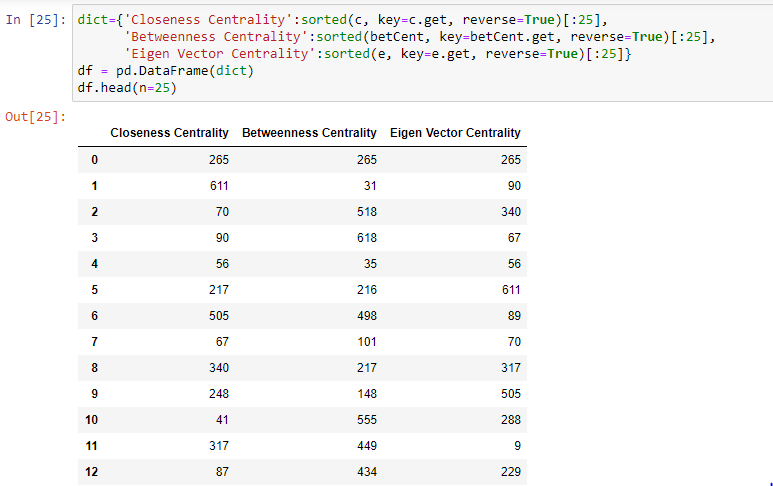 In [25]: dict={'Closeness Centrality':sorted(c, key=c.get, reverse=True)[:25],
'Betweenness Centrality':sorted(betCent, key=betCent.get, reverse=True)[:25],
'Eigen Vector Centrality':sorted(e, key=e.get, reverse=True)[:25]}
df = pd.DataFrame(dict)
df.head(n=25)
Out[25]:
Closeness Centrality Betweenness Centrality Eigen Vector Centrality
0 265 265 265
1 611 31 90
2 70 518 340
3 90 618 67
4 56 35 56
5 217 216 611
6 505 498 89
7 67 101 70
8 340 217 317
9 248 148 505
10 41 555 288
11 317 449 9
12 87 434 229